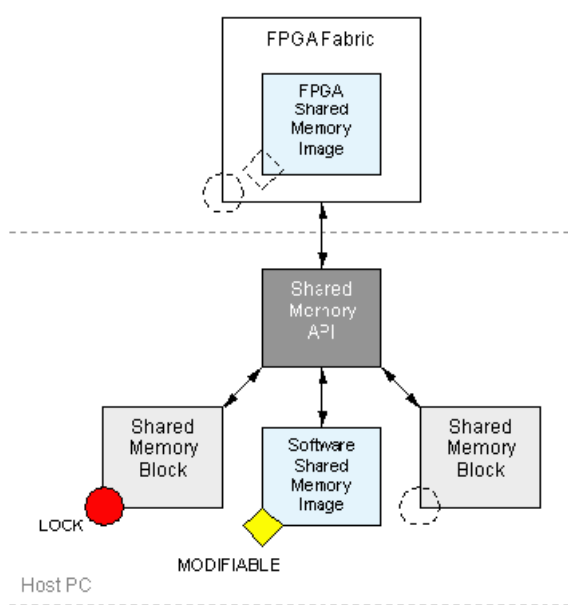 FPGA Fabric
FPGA
Shared
Memory
Image
Shared
Memory
API
Shared
Memory
Block
Software
Shared
Memory
Image
Shared
Memory
Block
LOCK
MODIFIABLE
Host PC